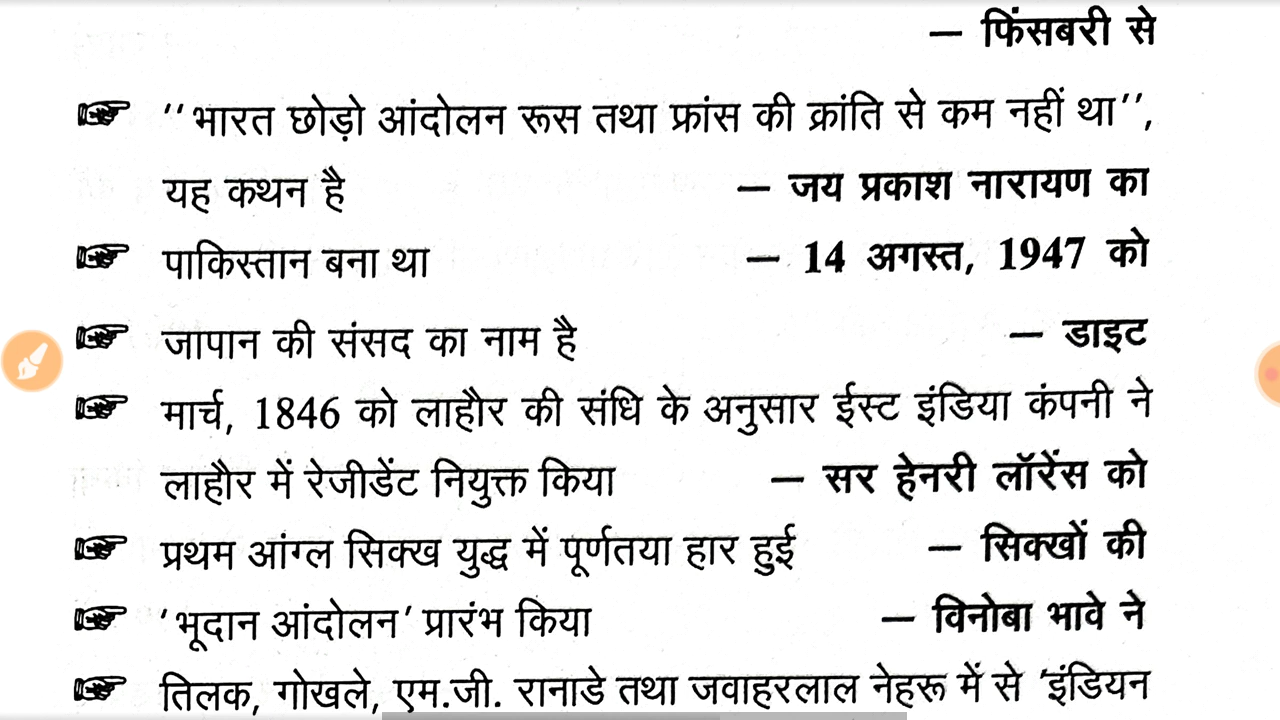 — फिंसबरी से
☞ ''भारत छोड़ो आंदोलन रूस तथा फ्रांस की क्रांति से कम नहीं था'',
यह कथन है — जय प्रकाश नारायण का
☞ पाकिस्तान बना था — 14 अगस्त, 1947 को
☞ जापान की संसद का नाम है — डाइट
☞ मार्च, 1846 को लाहौर की संधि के अनुसार ईस्ट इंडिया कंपनी ने
लाहौर में रेजीडेंट नियुक्त किया — सर हेनरी लॉरेंस को
☞ प्रथम आंग्ल सिक्ख युद्ध में पूर्णतया हार हुई — सिक्खों की
☞ 'भूदान आंदोलन' प्रारंभ किया — विनोबा भावे ने
☞ तिलक, गोखले, एम.जी. रानाडे तथा जवाहरलाल नेहरू में से 'इंडियन